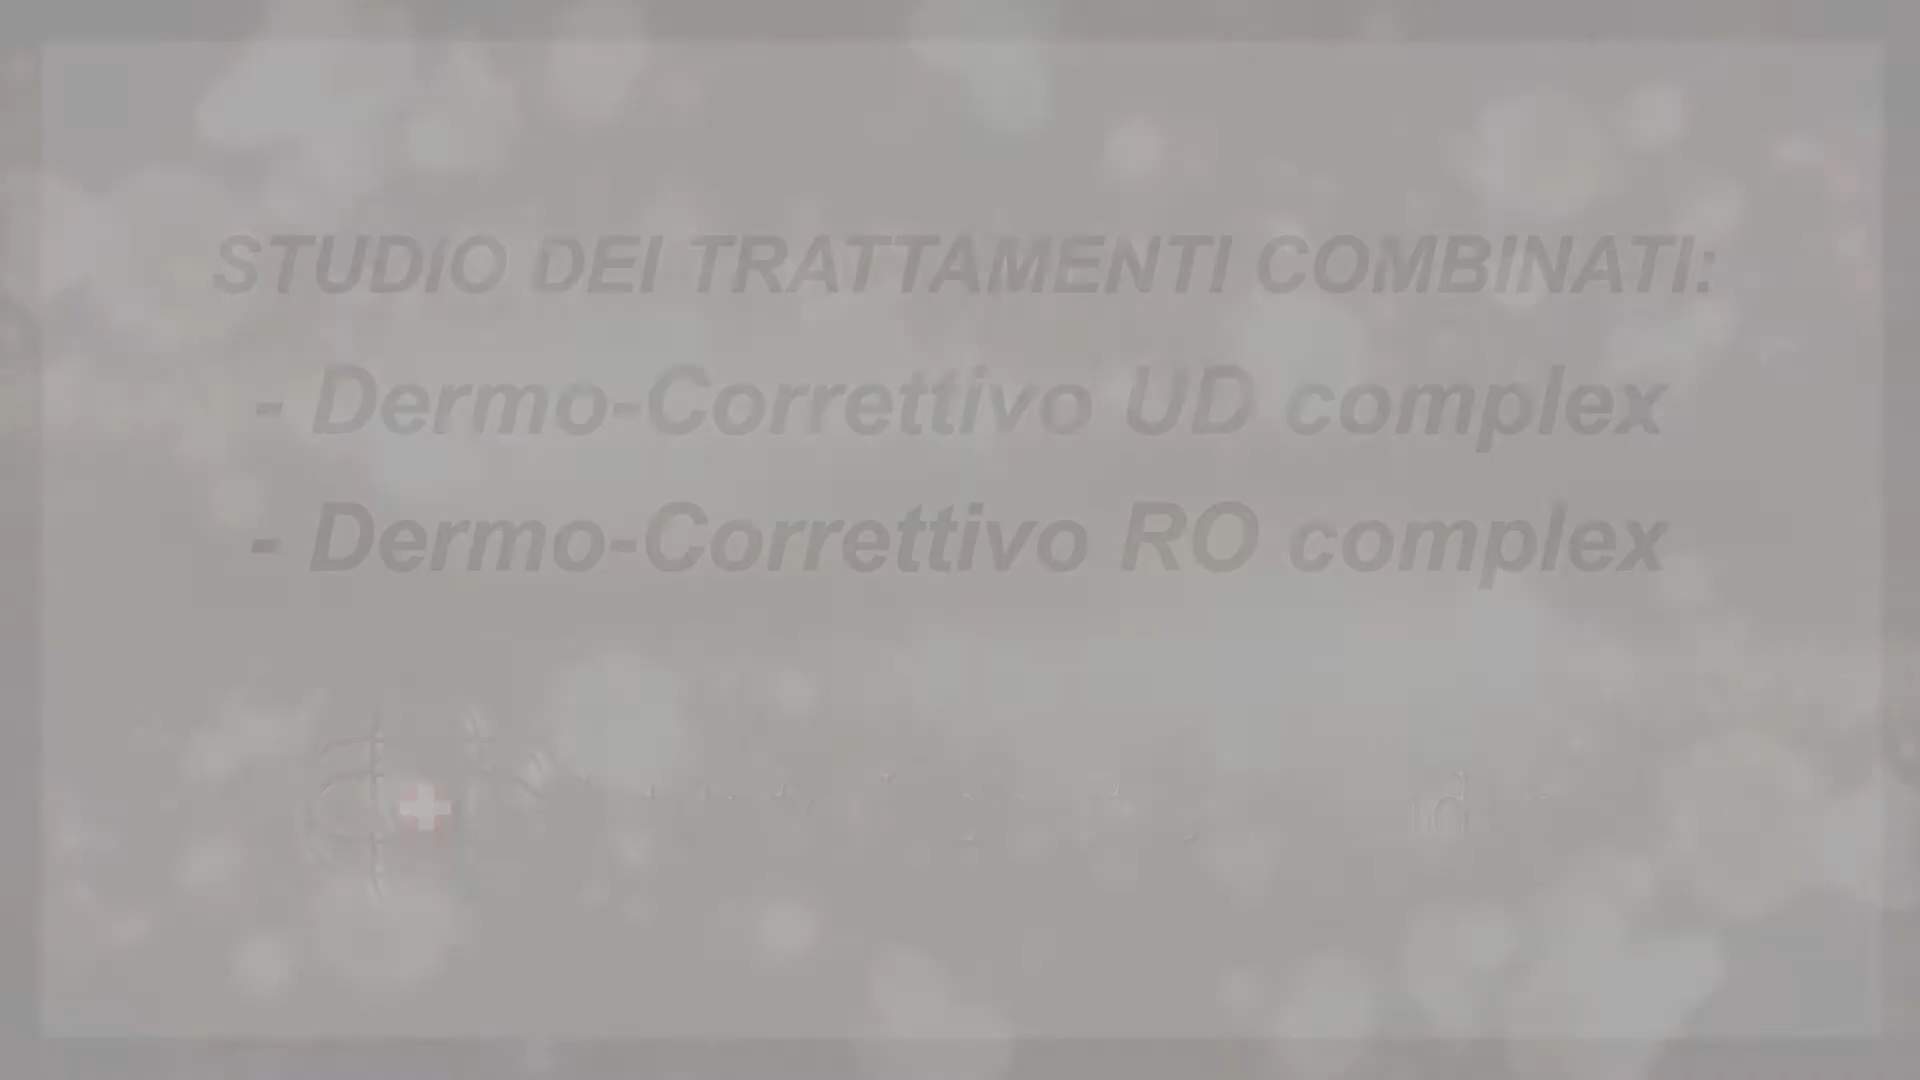 STUDIO DEI TRATTAMENTI COMBINATI:
- Dermo-Correttivo UD complex
- Dermo-Correttivo RO complex